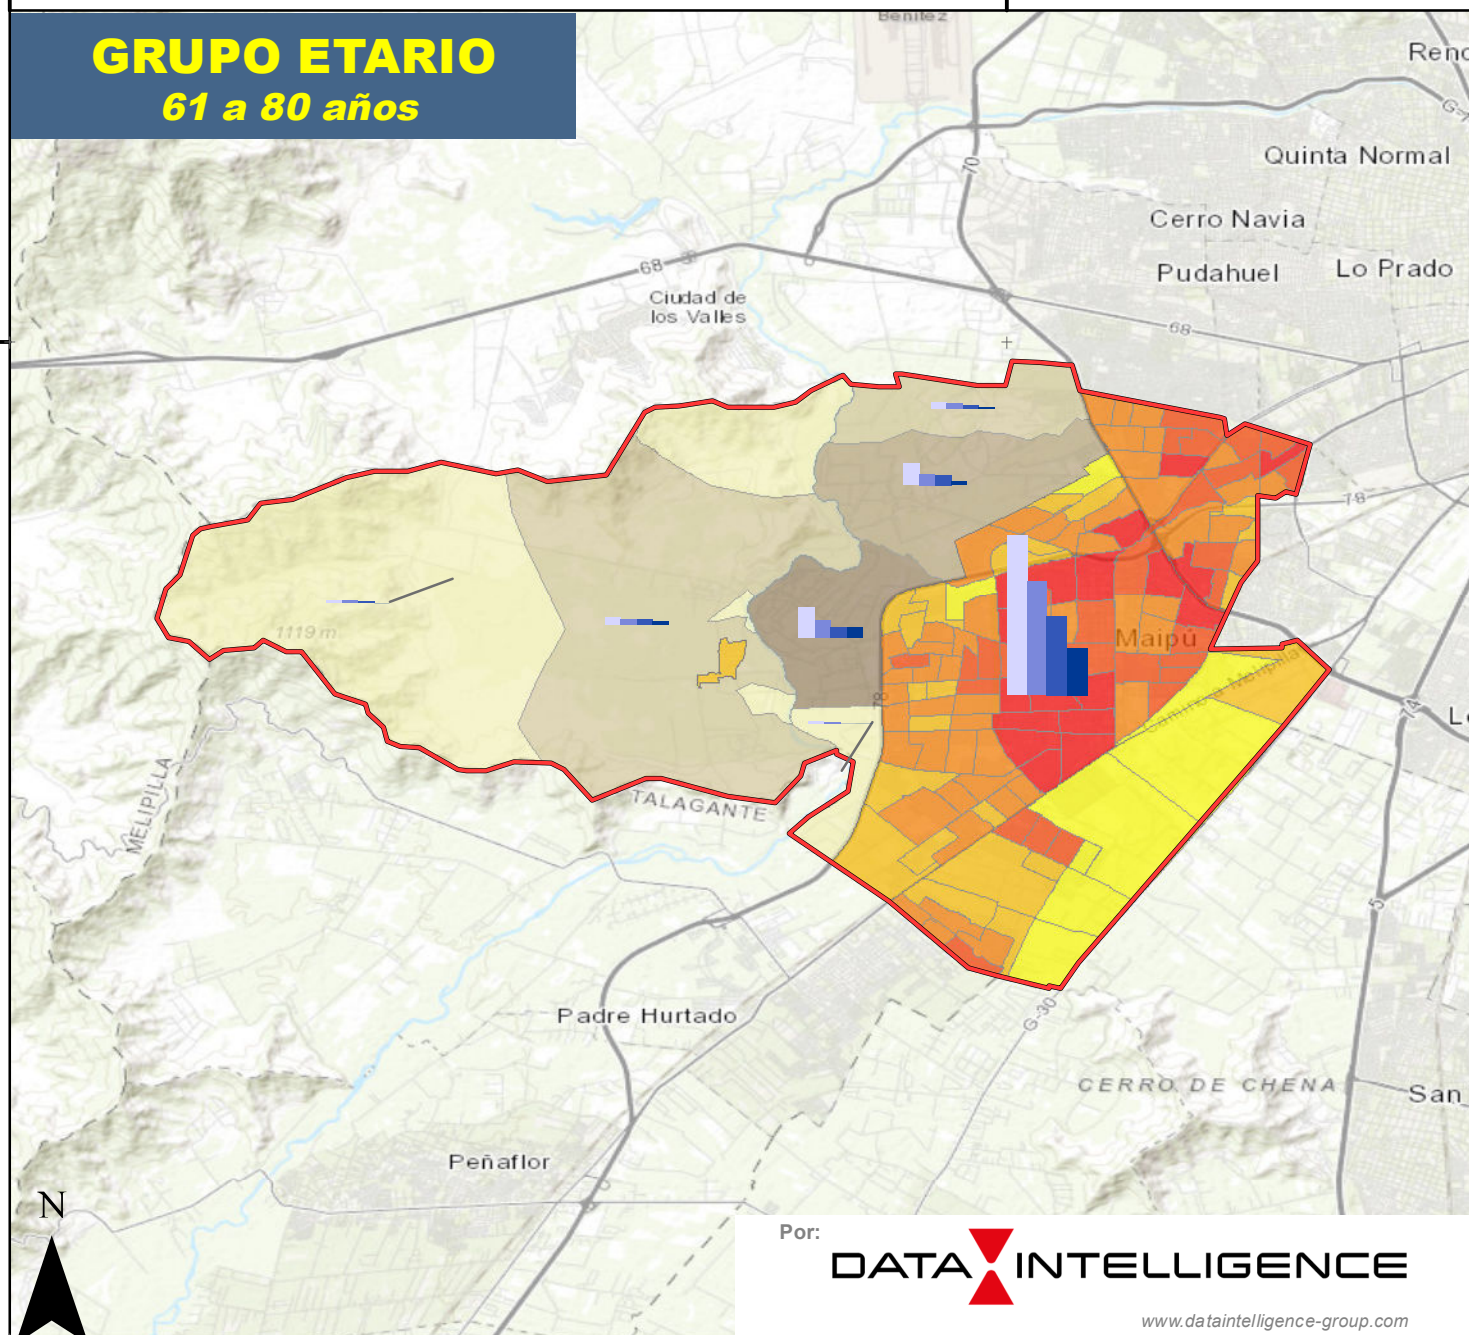 GRUPO ETARIO
61 a 80 años
Benítez
G-
70
Quinta Normal
Cerro Navia
Pudahuel
Lo Prado
68
Ciudad de
los Valles
68
78
1119 m
Maipú
Camino a Melipilla
78
TALAGANTE
MELIPILLA
5
Padre Hurtado
G-30
CERRO DE CHENA
San
Peñaflor
N
Por:
DATA INTELLIGENCE
www.dataintelligence-group.com